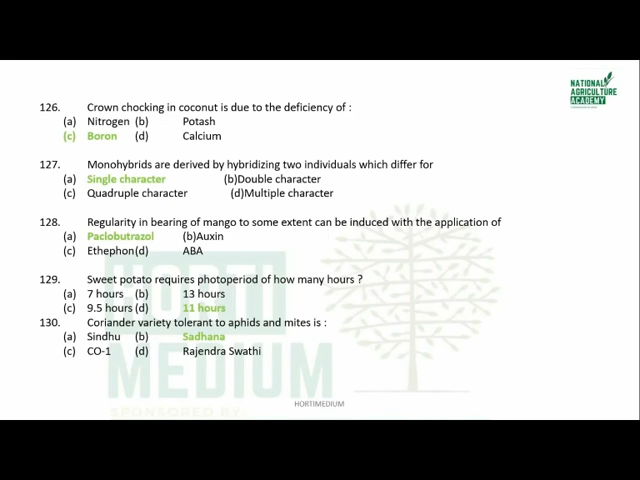 NATIONAL
AGRICULTURE
ACADEMY
126. Crown chocking in coconut is due to the deficiency of :
(a) Nitrogen (b) Potash
(c) Boron (d) Calcium
127. Monohybrids are derived by hybridizing two individuals which differ for
(a) Single character (b)Double character
(c) Quadruple character (d)Multiple character
128. Regularity in bearing of mango to some extent can be induced with the application of
(a) Paclobutrazol (b)Auxin
(c) Ethephon(d) ABA
129. Sweet potato requires photoperiod of how many hours ?
(a) 7 hours (b) 13 hours
(c) 9.5 hours (d) 11 hours
130. Coriander variety tolerant to aphids and mites is :
(a) Sindhu (b) Sadhana
(c) CO-1 (d) Rajendra Swathi
HORTI
MEDIUM
SPONSORED BY:
HORTIMEDIUM